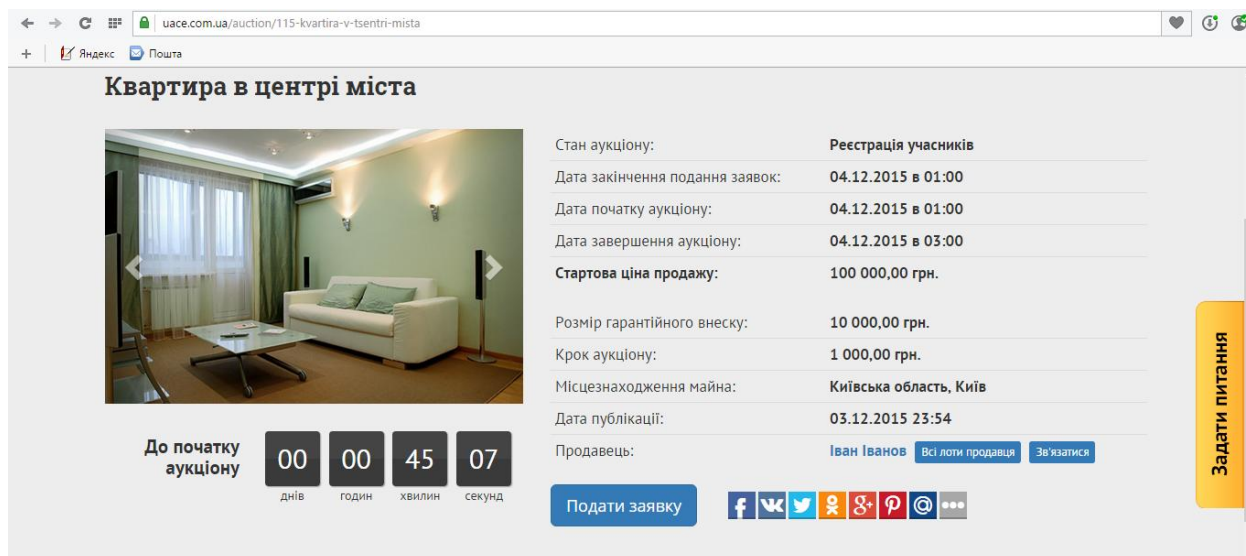 uace.com.ua/auction/115-kvartira-v-tsentri-mista
Яндекс Пошта
Квартира в центрі міста
Стан аукціону: Реєстрація учасників
Дата закінчення подання заявок: 04.12.2015 в 01:00
Дата початку аукціону: 04.12.2015 в 01:00
Дата завершення аукціону: 04.12.2015 в 03:00
Стартова ціна продажу: 100 000,00 грн.
Розмір гарантійного внеску: 10 000,00 грн.
Крок аукціону: 1 000,00 грн.
Місцезнаходження майна: Київська область, Київ
Дата публікації: 03.12.2015 23:54
Продавець: Іван Іванов Всі лоти продавця Зв'язатися
До початку
аукціону
00 00 45 07
днів годин хвилин секунд
Подати заявку
Задати питання